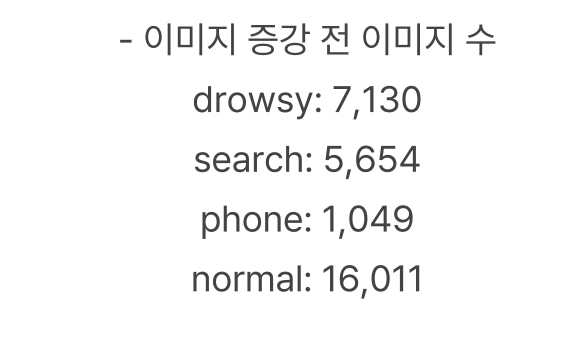 - 이미지 증강 전 이미지 수
drowsy: 7,130
search: 5,654
phone: 1,049
normal: 16,011